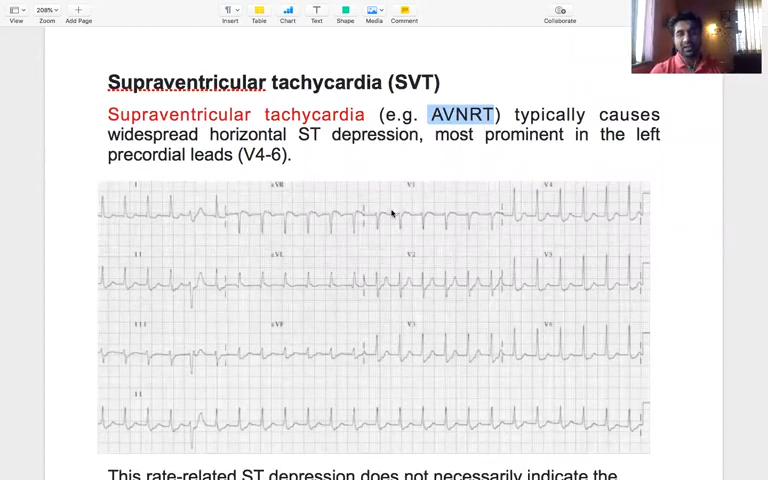 View
208%
Zoom
Add Page
Insert
Table
Chart
T
Text
Shape
Media
Comment
Collaborate
Supraventricular tachycardia (SVT)
Supraventricular tachycardia (e.g. AVNRT) typically causes
widespread horizontal ST depression, most prominent in the left
precordial leads (V4-6).
I aVR V1 V4
II aVL V2 V5
III aVF V3 V6
II
This rate-related ST depression does not necessarily indicate the